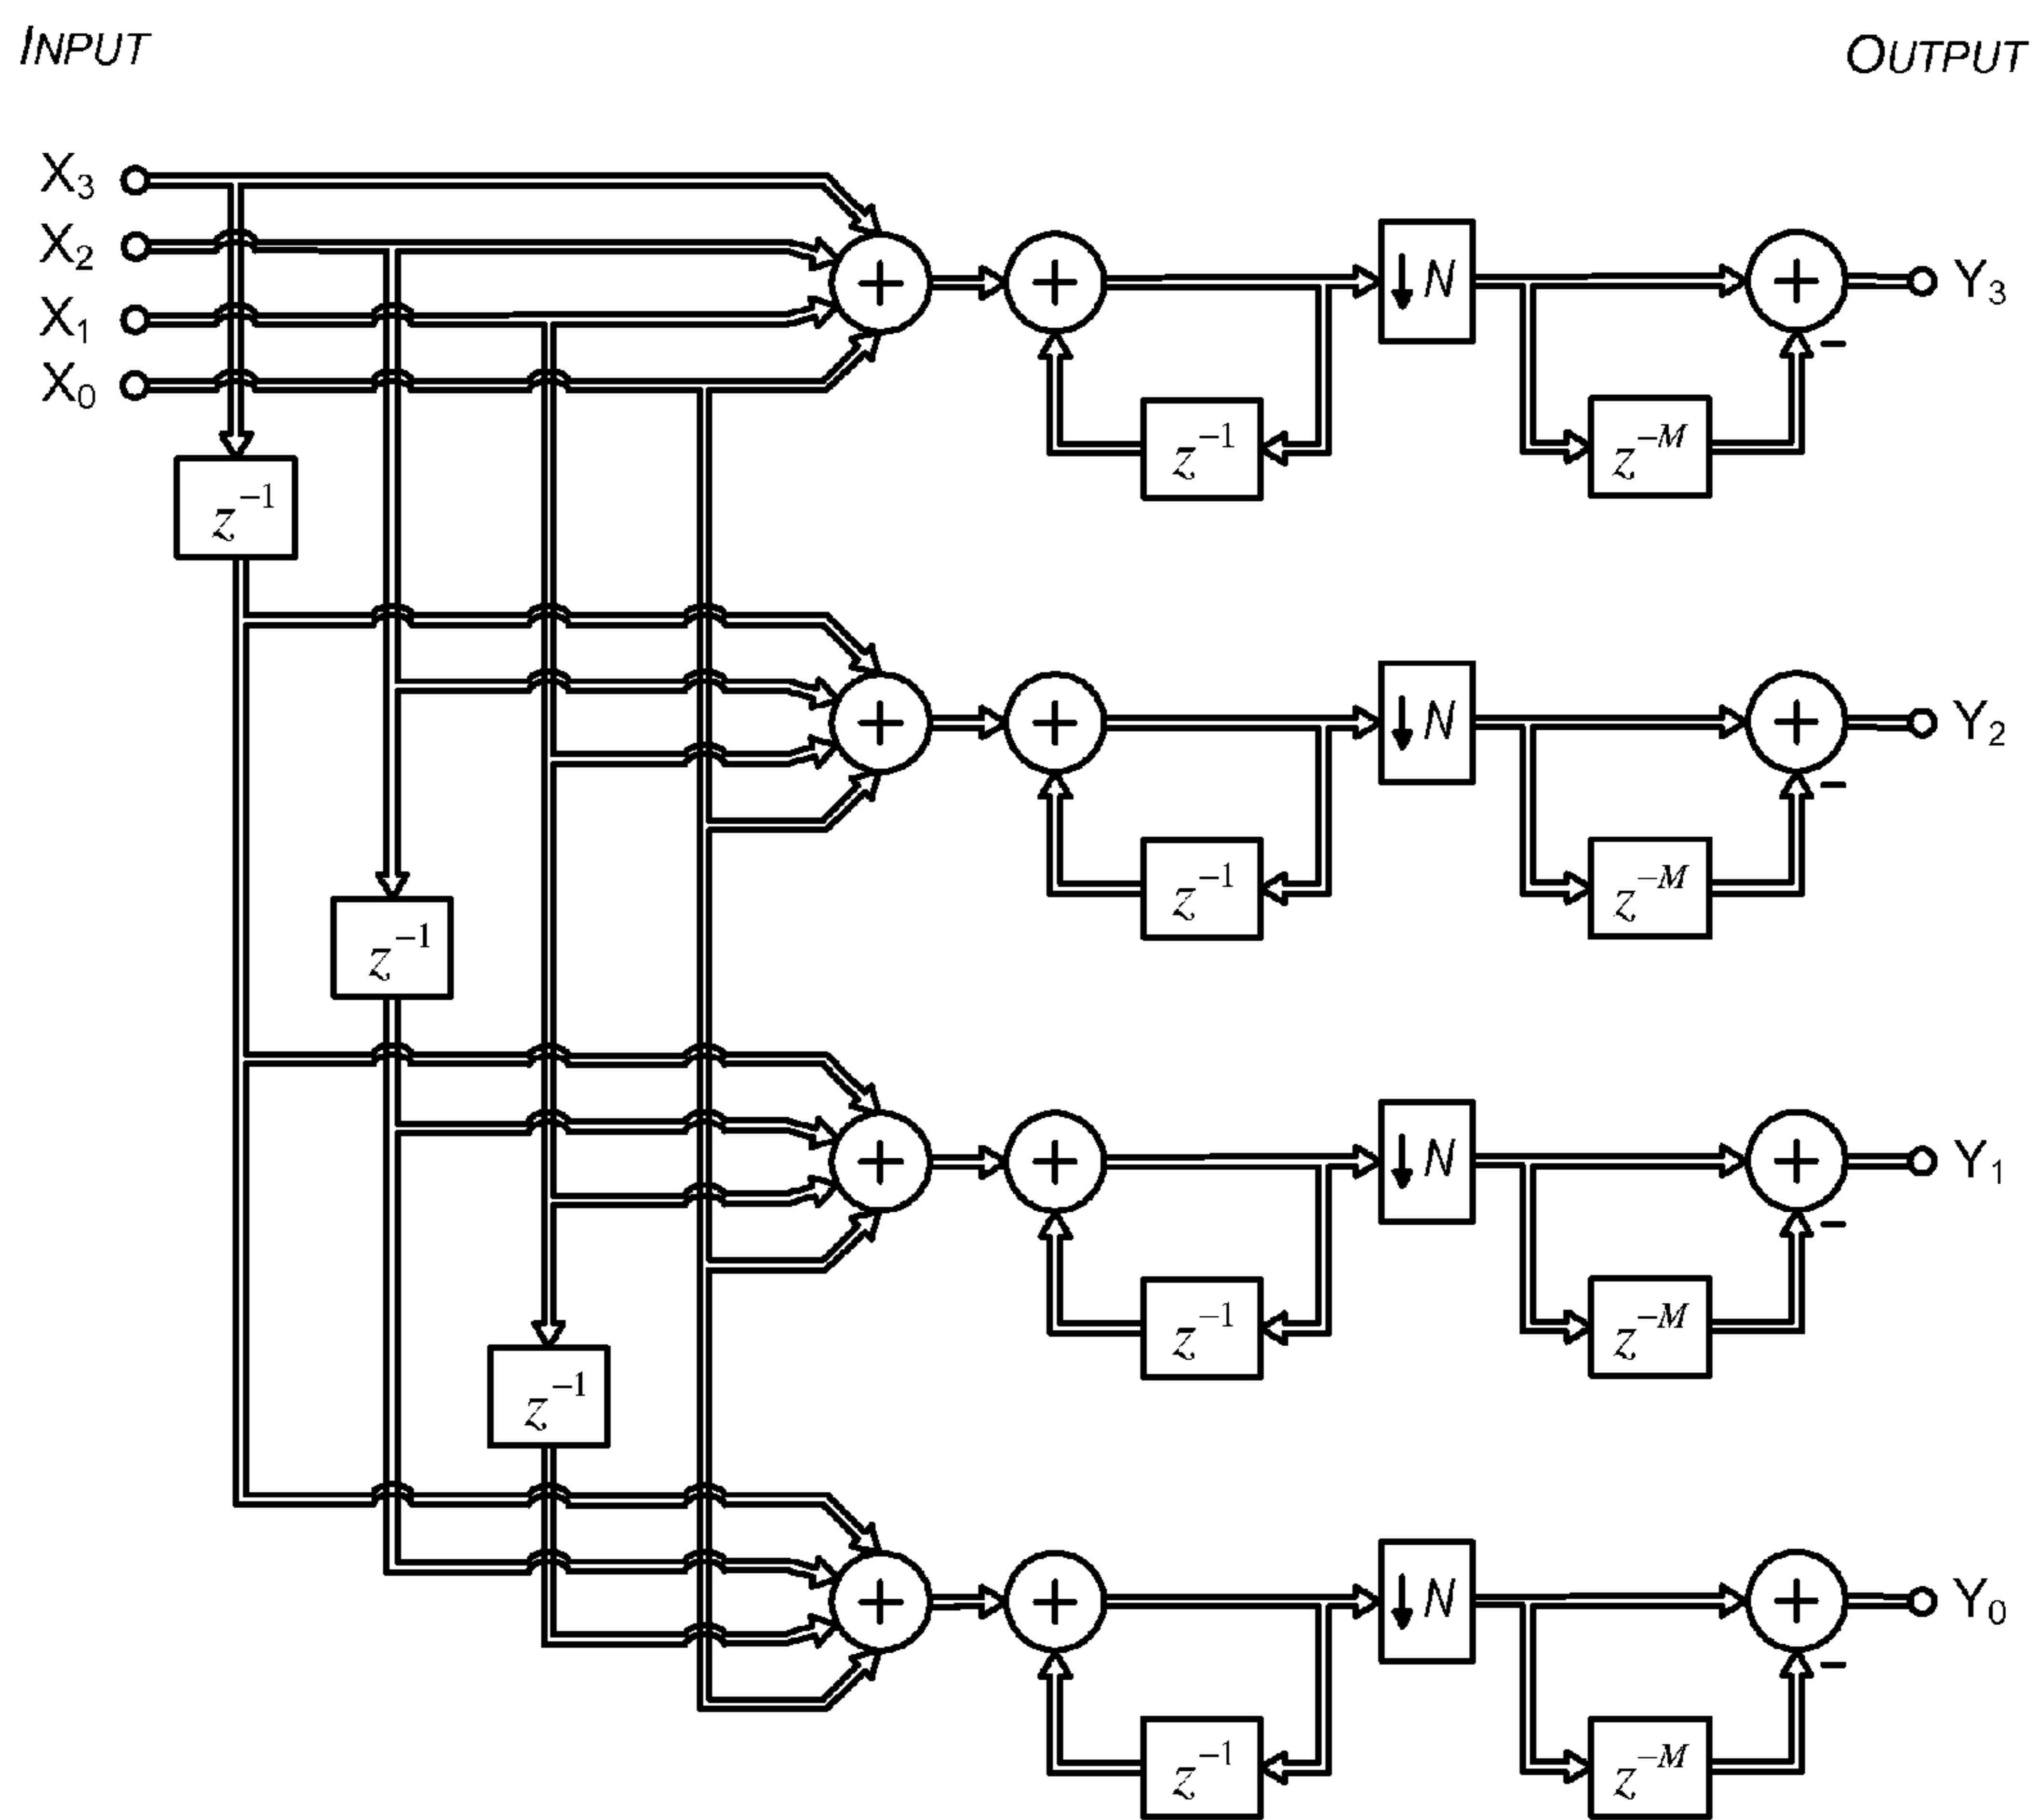 INPUT
OUTPUT
X₃
X₂
X₁
X₀
+
+
↓ N
+
Y₃
−
z⁻¹
z⁻ᴹ
z⁻¹
+
+
↓ N
+
Y₂
−
z⁻¹
z⁻ᴹ
z⁻¹
+
+
↓ N
+
Y₁
−
z⁻¹
z⁻ᴹ
z⁻¹
+
+
↓ N
+
Y₀
−
z⁻¹
z⁻ᴹ